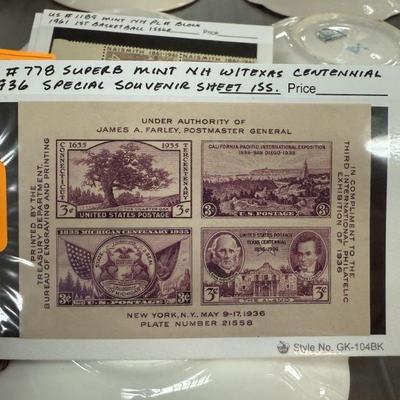 US #1189 MINT NH PL# BLOCK
1961 1ST BASKETBALL ISSUE Price
NAISMITH
#778 SUPERB MINT NH W/TEXAS CENTENNIAL
936 SPECIAL SOUVENIR SHEET ISS. Price
UNDER AUTHORITY OF
JAMES A. FARLEY, POSTMASTER GENERAL
PRINTED BY THE
TREASURY DEPARTMENT,
BUREAU OF ENGRAVING AND PRINTING
1635 1935
CONNECTICUT
TERCENTENARY
THE CHARTER OAK
3¢ UNITED STATES POSTAGE 3¢
CALIFORNIA PACIFIC INTERNATIONAL EXPOSITION
1935-SAN DIEGO-1936
3¢ U.S. POSTAGE 3¢
1835 MICHIGAN CENTENARY 1935
3¢ U.S. POSTAGE 3¢
UNITED STATES POSTAGE
TEXAS CENTENNIAL
1836-1936
3¢ THE ALAMO 3¢
IN COMPLIMENT TO THE
THIRD INTERNATIONAL PHILATELIC
EXHIBITION OF 1936
NEW YORK, N.Y., MAY 9-17, 1936
PLATE NUMBER 21558
Style No. GK-104BK